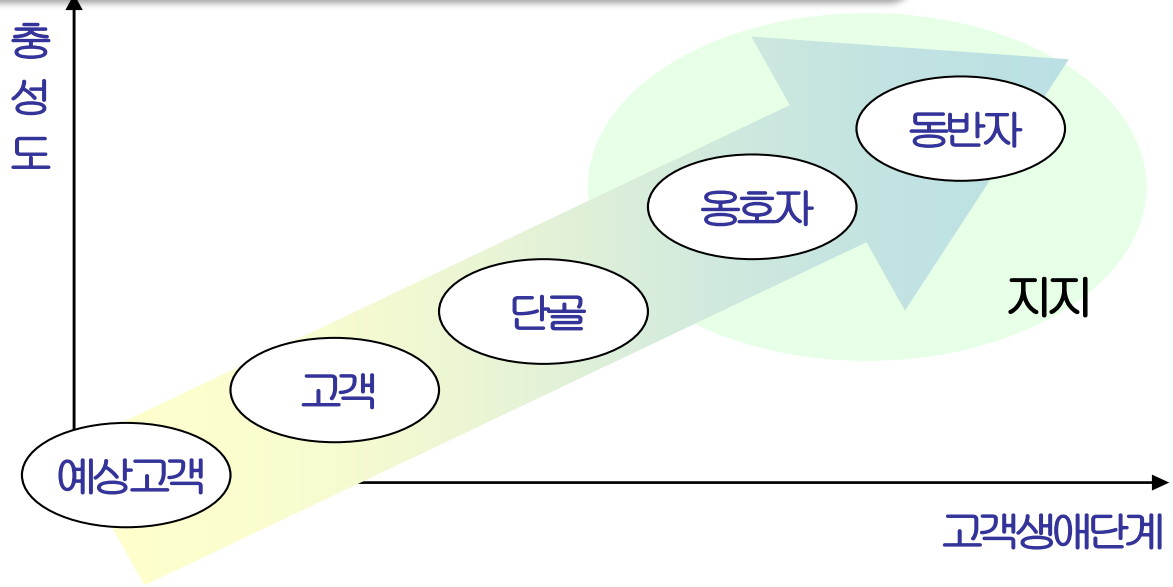 충성도
동반자
옹호자
지지
단골
고객
예상고객
고객생애단계